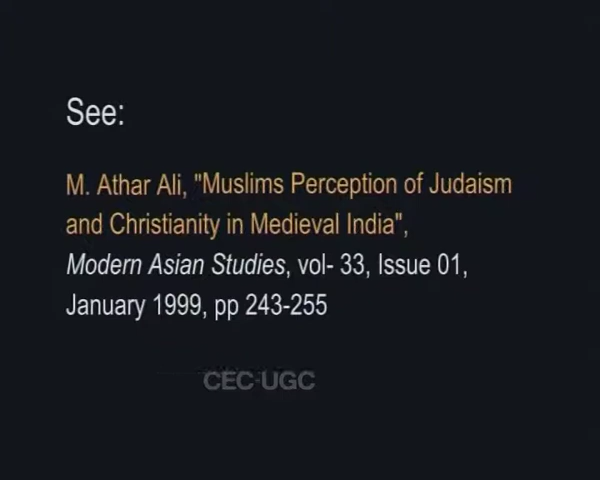 See:
M. Athar Ali, "Muslims Perception of Judaism
and Christianity in Medieval India",
Modern Asian Studies, vol- 33, Issue 01,
January 1999, pp 243-255
CEC-UGC